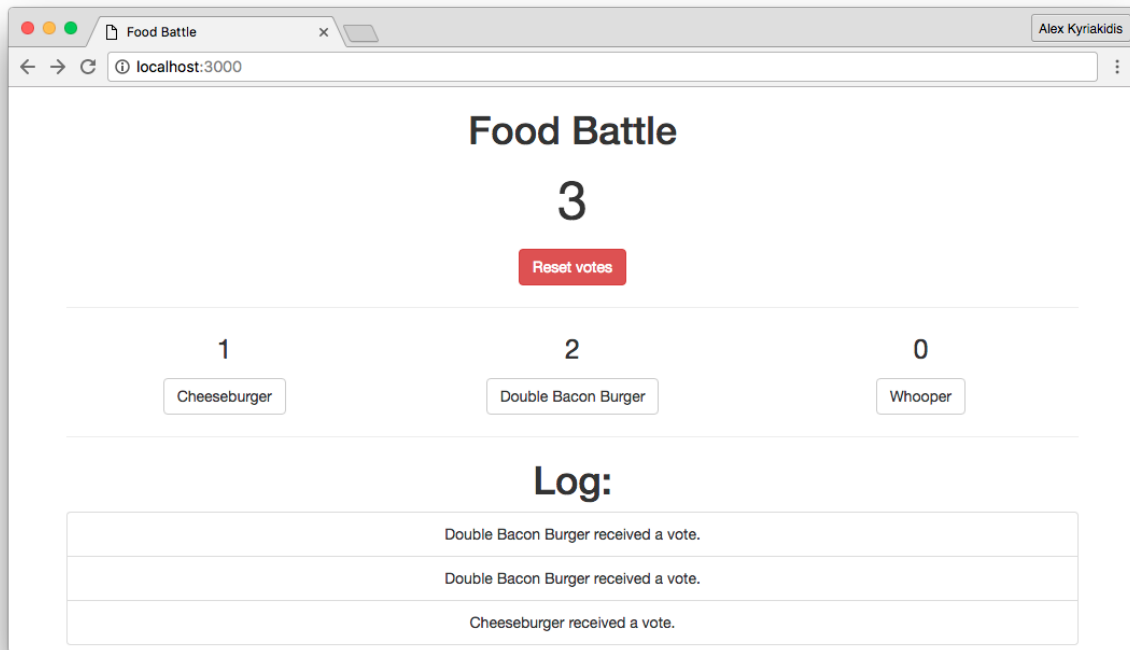 Food Battle
Alex Kyriakidis
localhost:3000
Food Battle
3
Reset votes
1 2 0
Cheeseburger Double Bacon Burger Whooper
Log:
Double Bacon Burger received a vote.
Double Bacon Burger received a vote.
Cheeseburger received a vote.